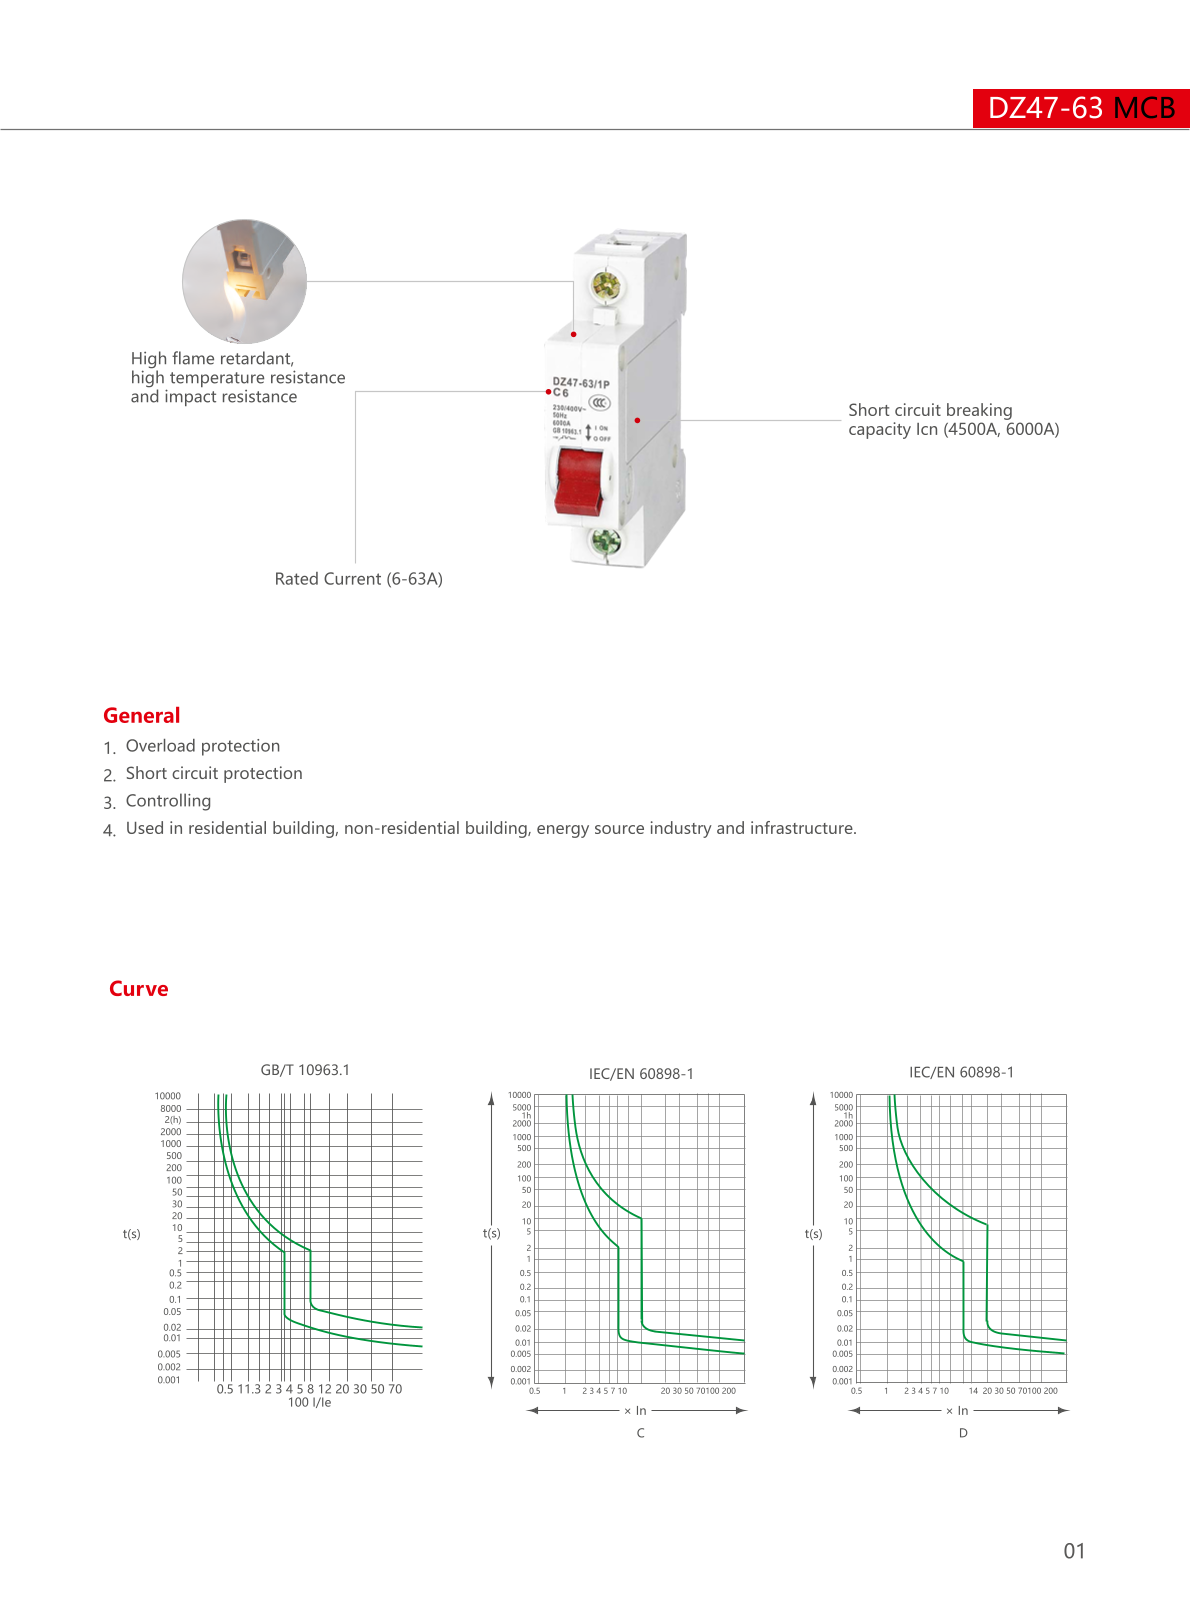 DZ47-63 MCB
High flame retardant,
high temperature resistance
and impact resistance
DZ47-63/1P
C6
CCC
230/400V~
50Hz
6000A
GB 10963.1
I ON
O OFF
Short circuit breaking
capacity Icn (4500A, 6000A)
Rated Current (6-63A)
General
1. Overload protection
2. Short circuit protection
3. Controlling
4. Used in residential building, non-residential building, energy source industry and infrastructure.
Curve
GB/T 10963.1
10000
8000
2(h)
2000
1000
500
200
100
50
30
20
10
5
2
1
0.5
0.2
0.1
0.05
0.02
0.01
0.005
0.002
0.001
t(s)
0.5 11.3 2 3 4 5 8 12 20 30 50 70
100 I/Ie
IEC/EN 60898-1
10000
5000
1h
2000
1000
500
200
100
50
20
10
5
2
1
0.5
0.2
0.1
0.05
0.02
0.01
0.005
0.002
0.001
t(s)
0.5 1 2 3 4 5 7 10 20 30 50 70100 200
× In
C
IEC/EN 60898-1
10000
5000
1h
2000
1000
500
200
100
50
20
10
5
2
1
0.5
0.2
0.1
0.05
0.02
0.01
0.005
0.002
0.001
t(s)
0.5 1 2 3 4 5 7 10 14 20 30 50 70100 200
× In
D
01